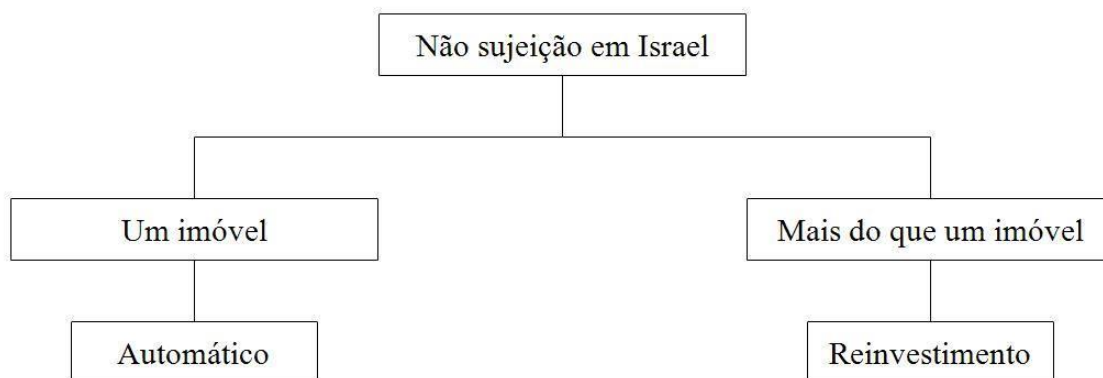 Não sujeição em Israel
Um imóvel
Mais do que um imóvel
Automático
Reinvestimento